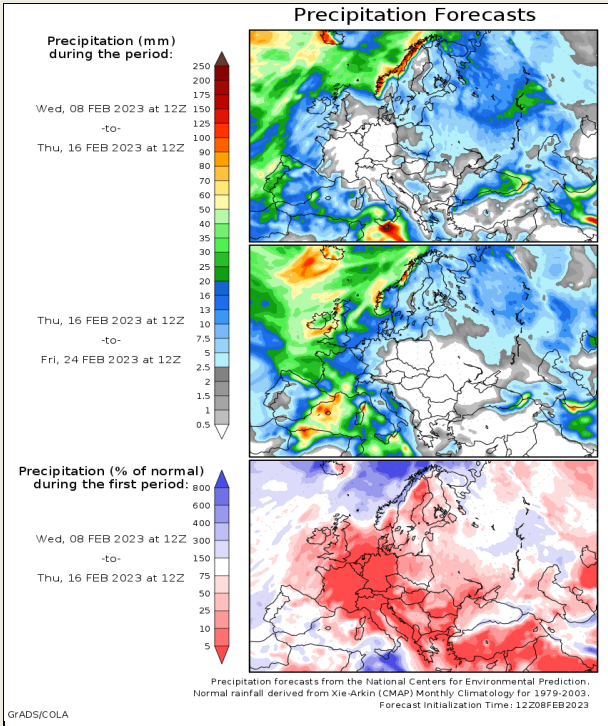 Precipitation Forecasts
Precipitation (mm)
during the period:
Wed, 08 FEB 2023 at 12Z
-to-
Thu, 16 FEB 2023 at 12Z
250
200
175
150
125
100
90
80
70
60
50
40
35
30
25
20
16
13
10
7.5
5
2.5
2
1.5
1
0.5
Thu, 16 FEB 2023 at 12Z
-to-
Fri, 24 FEB 2023 at 12Z
Precipitation (% of normal)
during the first period:
Wed, 08 FEB 2023 at 12Z
-to-
Thu, 16 FEB 2023 at 12Z
800
600
400
300
150
75
50
25
10
5
Precipitation forecasts from the National Centers for Environmental Prediction.
Normal rainfall derived from Xie-Arkin (CMAP) Monthly Climatology for 1979-2003.
Forecast Initialization Time: 12Z08FEB2023
GrADS/COLA